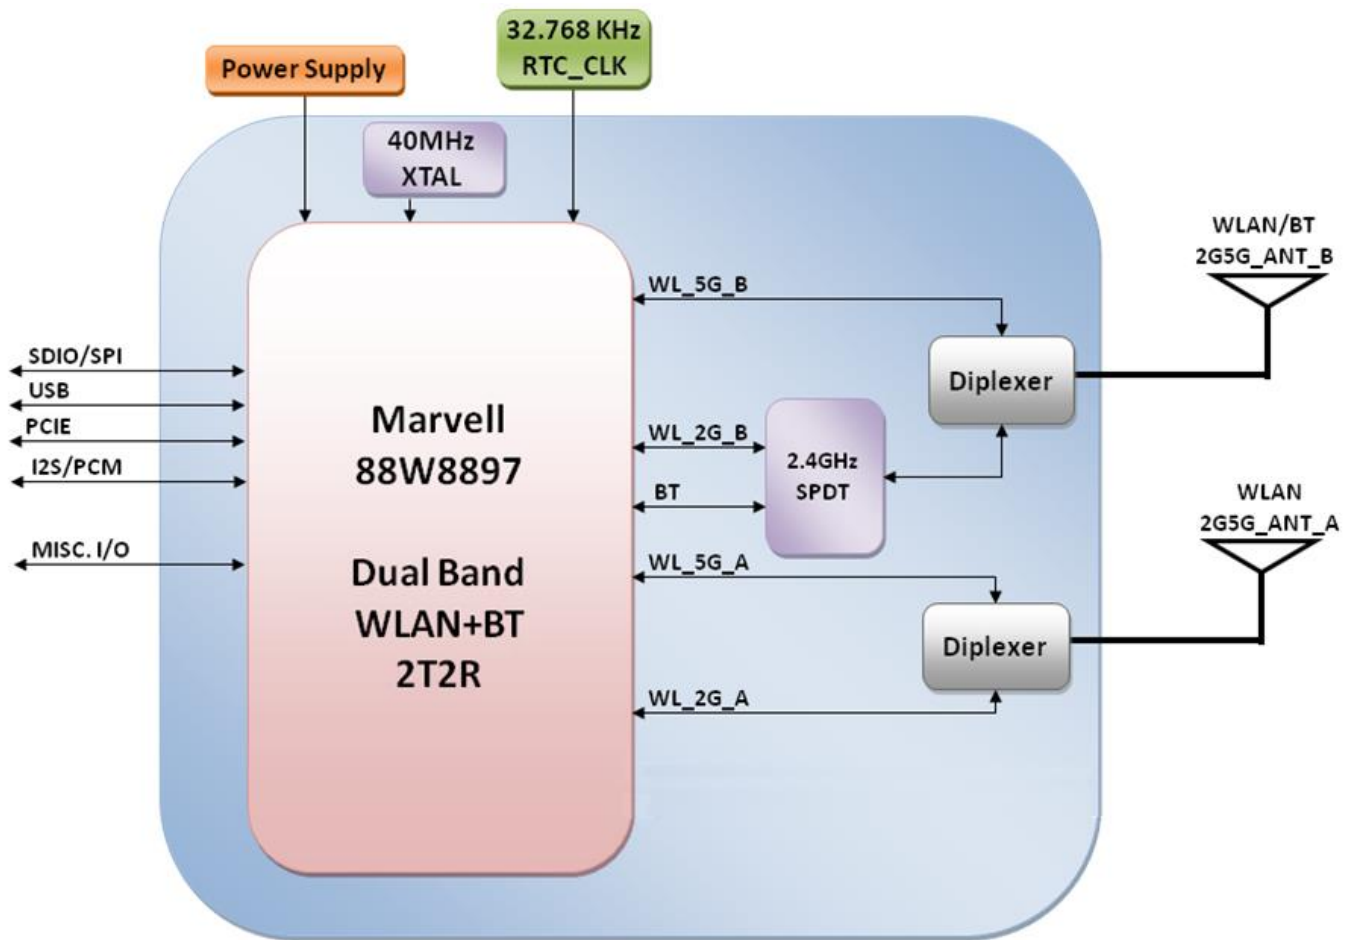 32.768 KHz
RTC_CLK
Power Supply
40MHz
XTAL
WLAN/BT
2G5G_ANT_B
WL_5G_B
SDIO/SPI
USB
PCIE
I2S/PCM
MISC. I/O
Marvell
88W8897
Dual Band
WLAN+BT
2T2R
Diplexer
WL_2G_B
BT
2.4GHz
SPDT
WLAN
2G5G_ANT_A
WL_5G_A
Diplexer
WL_2G_A